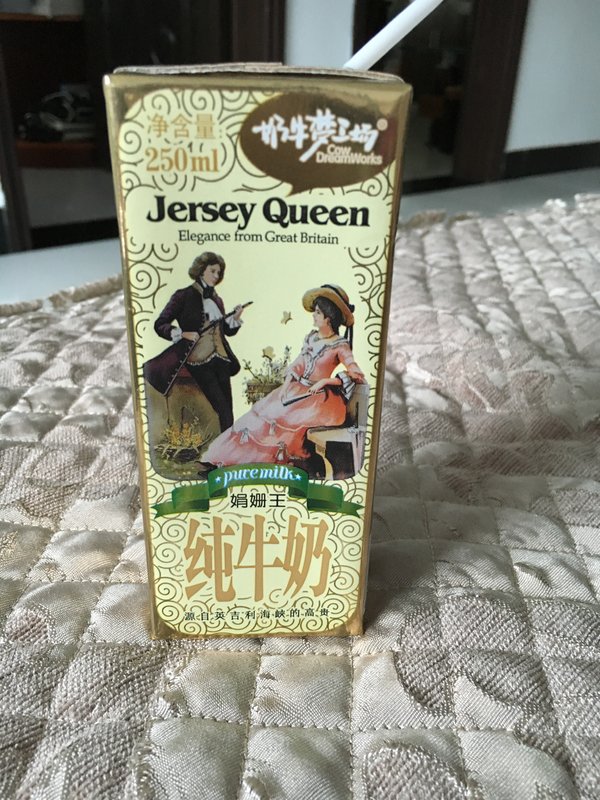 净含量
250ml
奶牛梦工场®
Cow
DreamWorks
Jersey Queen
Elegance from Great Britain
pure milk
娟姗王
纯牛奶
源自英吉利海峡的高贵